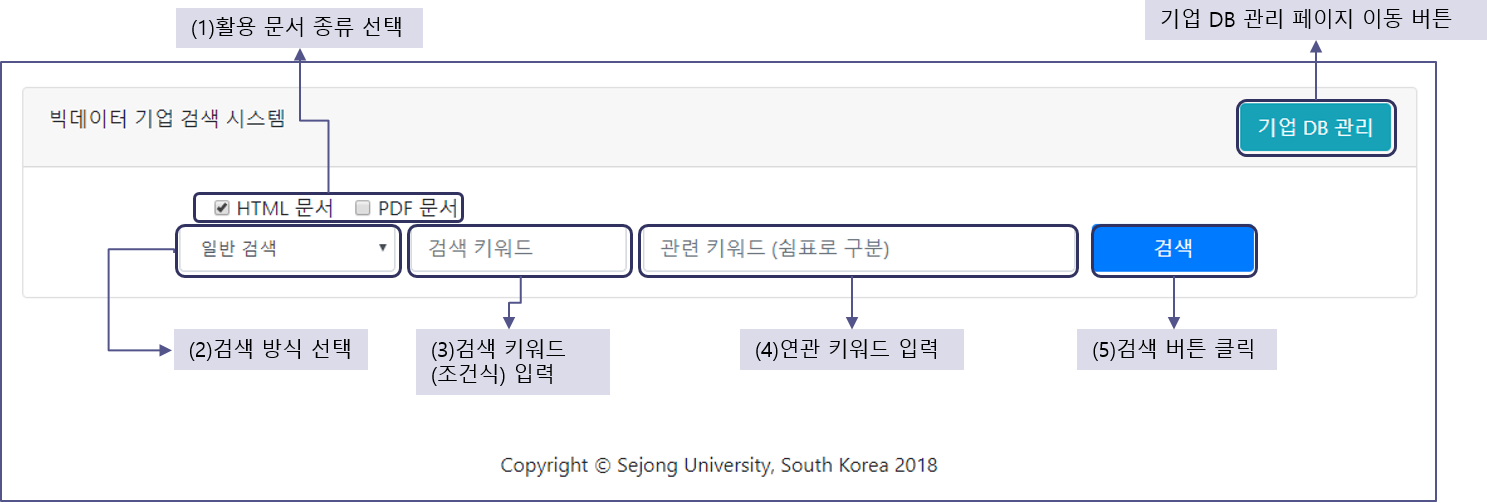 (1)활용 문서 종류 선택
기업 DB 관리 페이지 이동 버튼
빅데이터 기업 검색 시스템
기업 DB 관리
HTML 문서 PDF 문서
일반 검색
검색 키워드
관련 키워드 (쉼표로 구분)
검색
(2)검색 방식 선택
(3)검색 키워드
(조건식) 입력
(4)연관 키워드 입력
(5)검색 버튼 클릭
Copyright © Sejong University, South Korea 2018